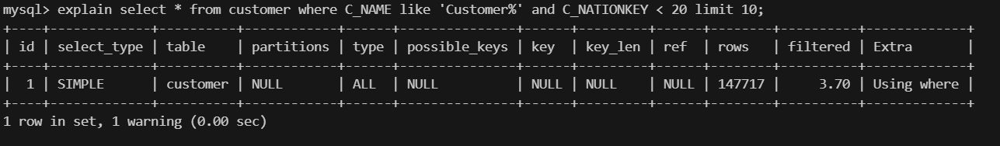 mysql> explain select * from customer where C_NAME like 'Customer%' and C_NATIONKEY < 20 limit 10;
+----+-------------+----------+------------+------+---------------+------+---------+------+--------+----------+-------------+
| id | select_type | table    | partitions | type | possible_keys | key  | key_len | ref  | rows   | filtered | Extra       |
+----+-------------+----------+------------+------+---------------+------+---------+------+--------+----------+-------------+
|  1 | SIMPLE      | customer | NULL       | ALL  | NULL          | NULL | NULL    | NULL | 147717 |     3.70 | Using where |
+----+-------------+----------+------------+------+---------------+------+---------+------+--------+----------+-------------+
1 row in set, 1 warning (0.00 sec)